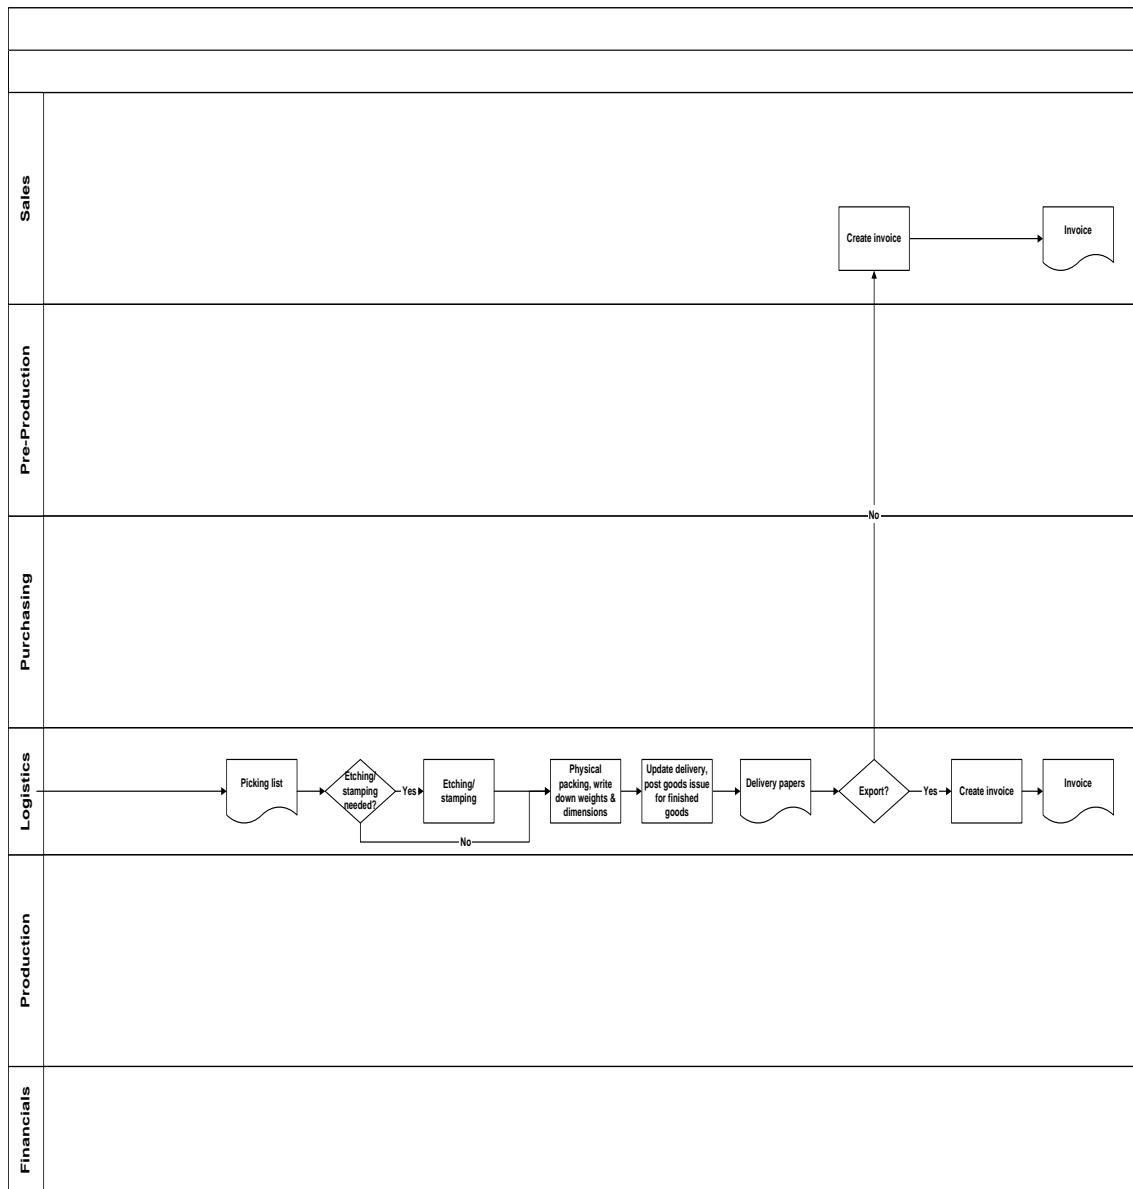 Sales
Create invoice
Invoice
Pre-Production
No
Purchasing
Logistics
Picking list
Etching/
stamping
needed?
Yes
Etching/
stamping
No
Physical
packing, write
down weights &
dimensions
Update delivery,
post goods issue
for finished
goods
Delivery papers
Export?
Yes
Create invoice
Invoice
Production
Financials